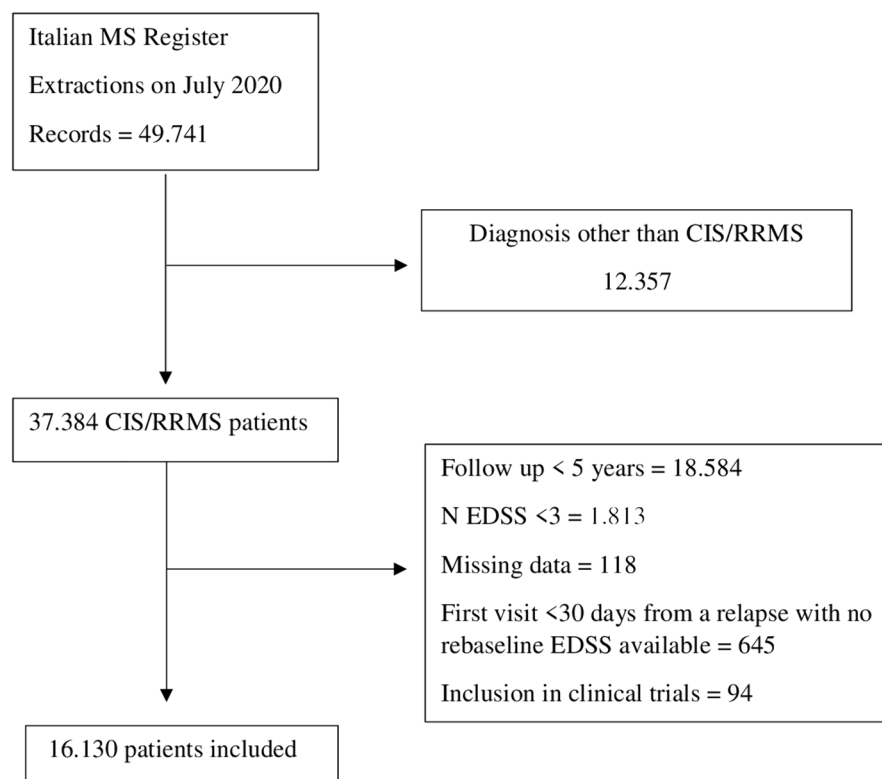 Italian MS Register
Extractions on July 2020
Records = 49.741
Diagnosis other than CIS/RRMS
12.357
37.384 CIS/RRMS patients
Follow up < 5 years = 18.584
N EDSS <3 = 1.813
Missing data = 118
First visit <30 days from a relapse with no
rebaseline EDSS available = 645
Inclusion in clinical trials = 94
16.130 patients included